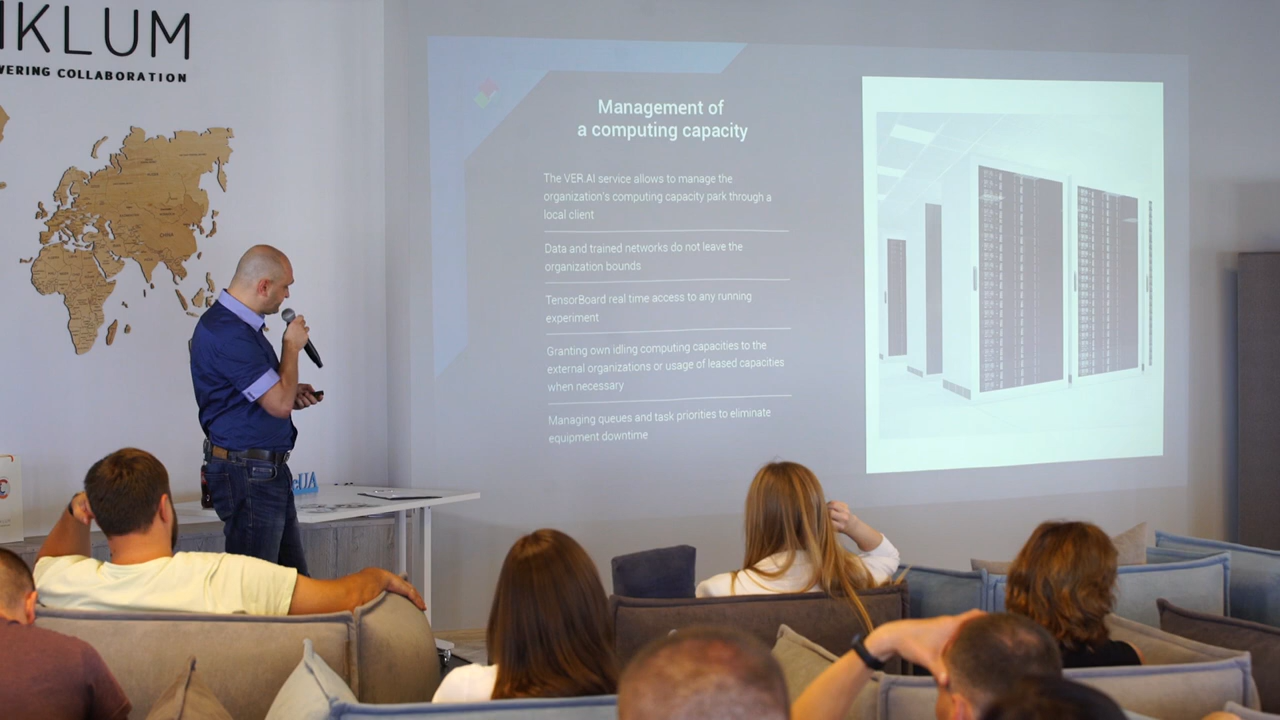 IKLUM
WERING COLLABORATION
Management of
a computing capacity
The VER.AI service allows to manage the
organization's computing capacity park through a
local client
Data and trained networks do not leave the
organization bounds
TensorBoard real time access to any running
experiment
Granting own idling computing capacities to the
external organizations or usage of leased capacities
when necessary
Managing queues and task priorities to eliminate
equipment downtime
UA